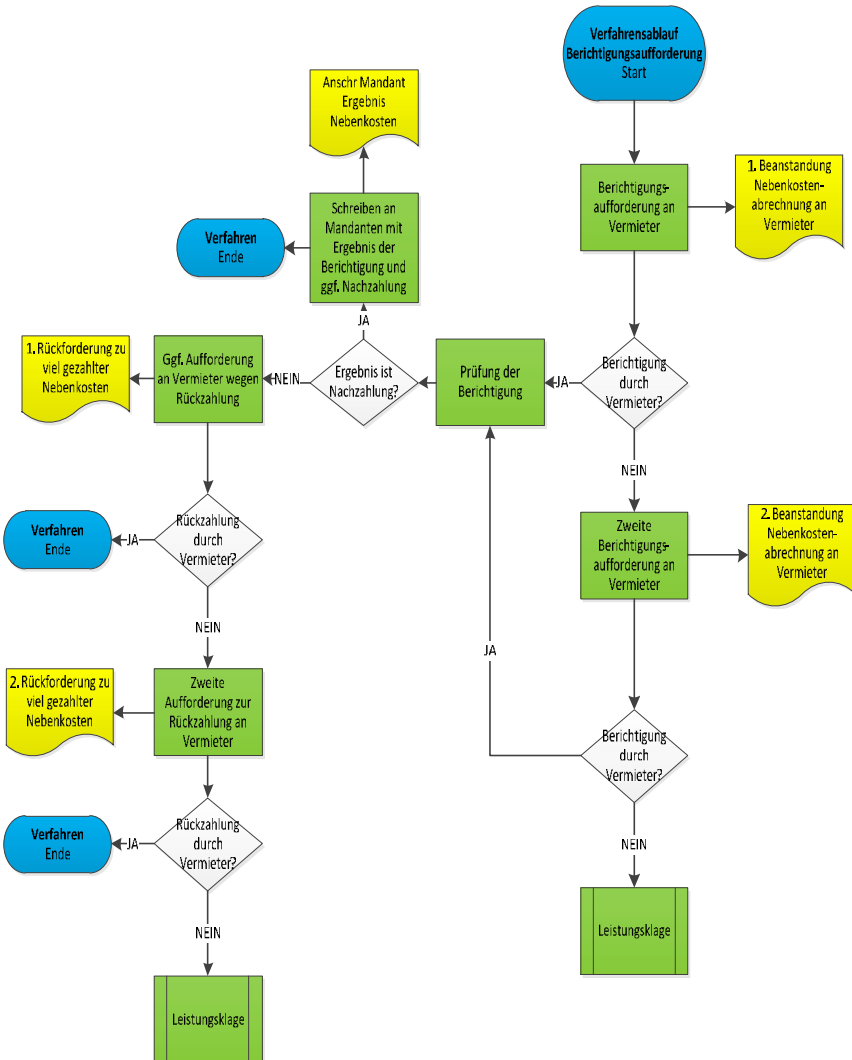 Verfahrensablauf
Berichtigungsaufforderung
Start
Berichtigungs-
aufforderung an
Vermieter
1. Beanstandung
Nebenkosten-
abrechnung an
Vermieter
Berichtigung
durch
Vermieter?
JA
NEIN
Prüfung der
Berichtigung
Ergebnis ist
Nachzahlung?
JA
NEIN
Schreiben an
Mandanten mit
Ergebnis der
Berichtigung und
ggf. Nachzahlung
Anschr Mandant
Ergebnis
Nebenkosten
Verfahren
Ende
Ggf. Aufforderung
an Vermieter wegen
Rückzahlung
1. Rückforderung zu
viel gezahlter
Nebenkosten
Rückzahlung
durch
Vermieter?
JA
Verfahren
Ende
NEIN
Zweite
Aufforderung zur
Rückzahlung an
Vermieter
2. Rückforderung zu
viel gezahlter
Nebenkosten
Rückzahlung
durch
Vermieter?
JA
Verfahren
Ende
NEIN
Leistungsklage
Zweite
Berichtigungs-
aufforderung an
Vermieter
2. Beanstandung
Nebenkosten-
abrechnung an
Vermieter
JA
Berichtigung
durch
Vermieter?
NEIN
Leistungsklage